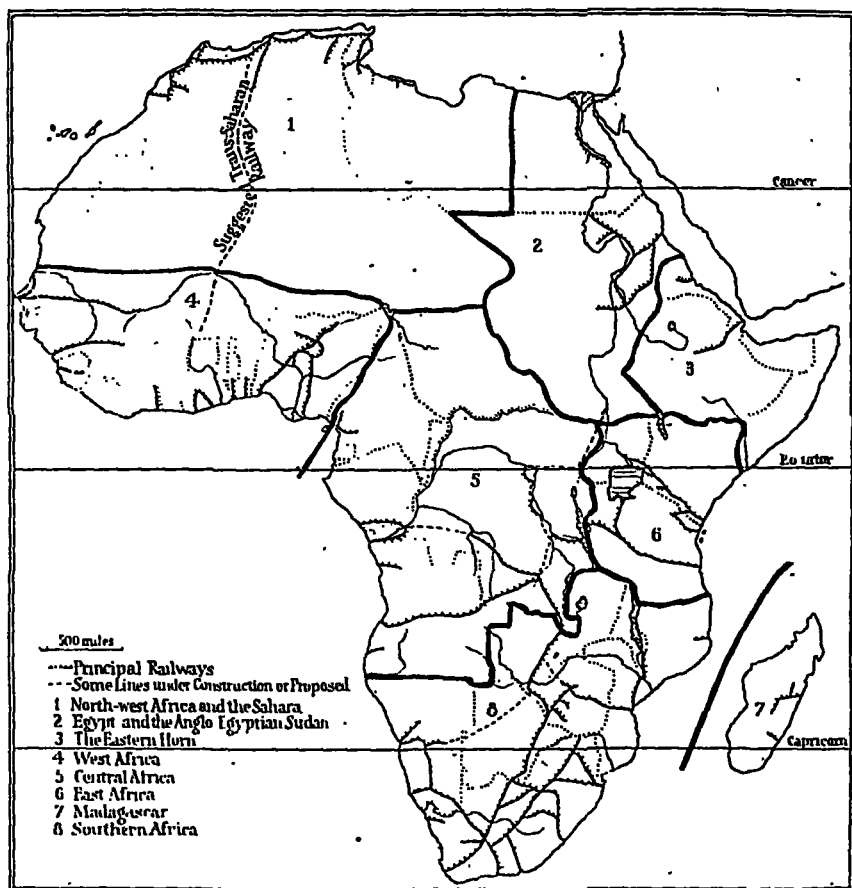 1
Suggested Trans-Saharan Railway
Cancer
2
4
3
Equator
5
6
500 miles
Principal Railways
Some Lines under Construction or Proposed
1 North-west Africa and the Sahara
2 Egypt and the Anglo Egyptian Sudan
3 The Eastern Horn
4 West Africa
5 Central Africa
6 East Africa
7 Madagascar
8 Southern Africa
8
7
Capricorn